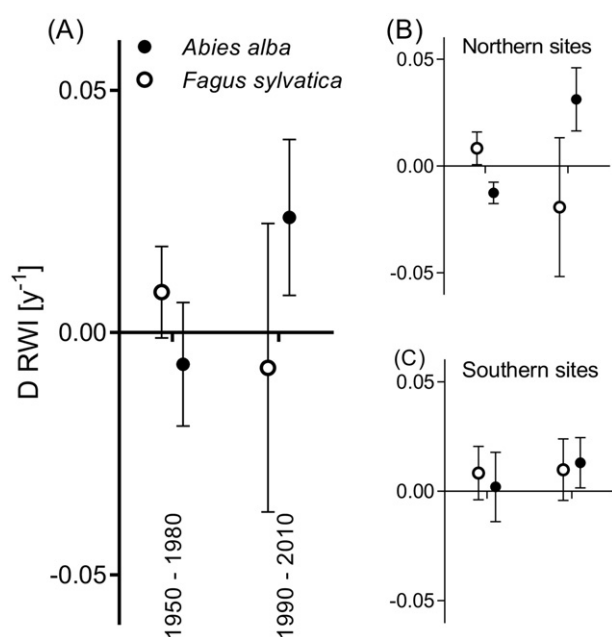 (A)
Abies alba
Fagus sylvatica
0.05
0.00
-0.05
D RWI [y⁻¹]
1950 - 1980
1990 - 2010
(B)
Northern sites
0.05
0.00
-0.05
(C)
Southern sites
0.05
0.00
-0.05